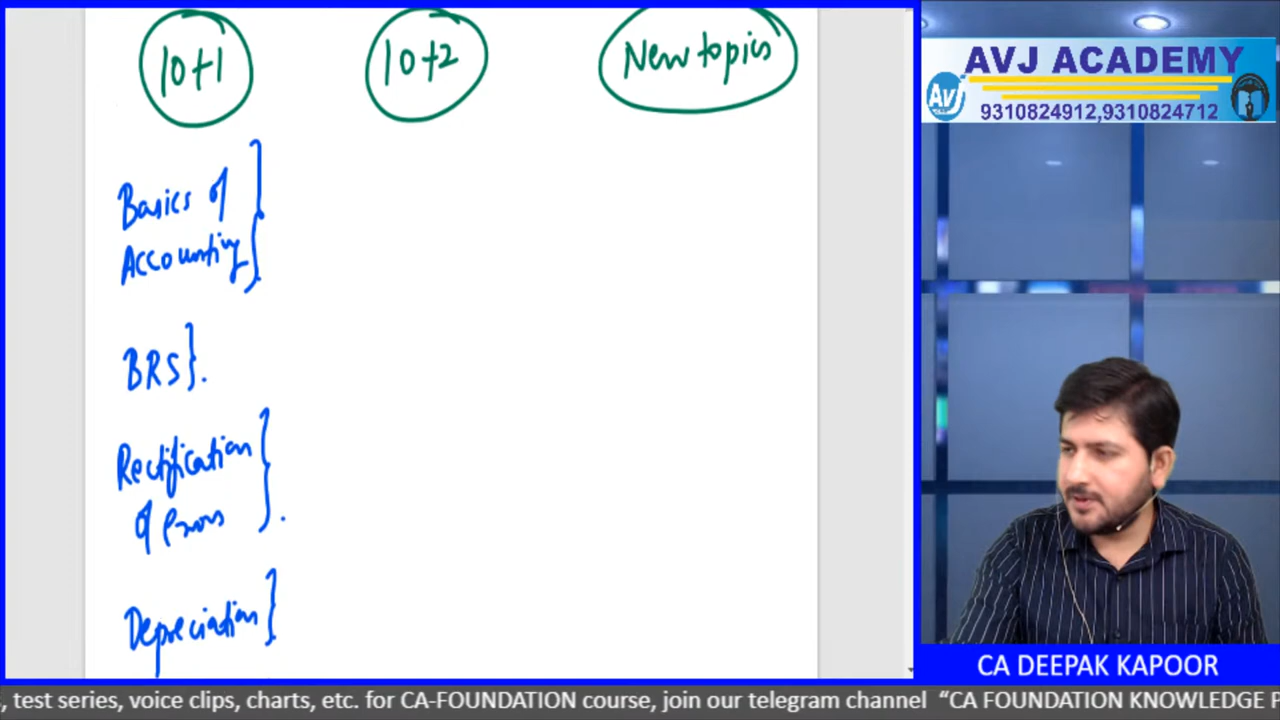 10+1
10+2
New topics
Basics of
Accounting
BRS
Rectification
of Errors
Depreciation
AVJ ACADEMY
AVJ
9310824912,9310824712
CA DEEPAK KAPOOR
, test series, voice clips, charts, etc. for CA-FOUNDATION course, join our telegram channel "CA FOUNDATION KNOWLEDGE